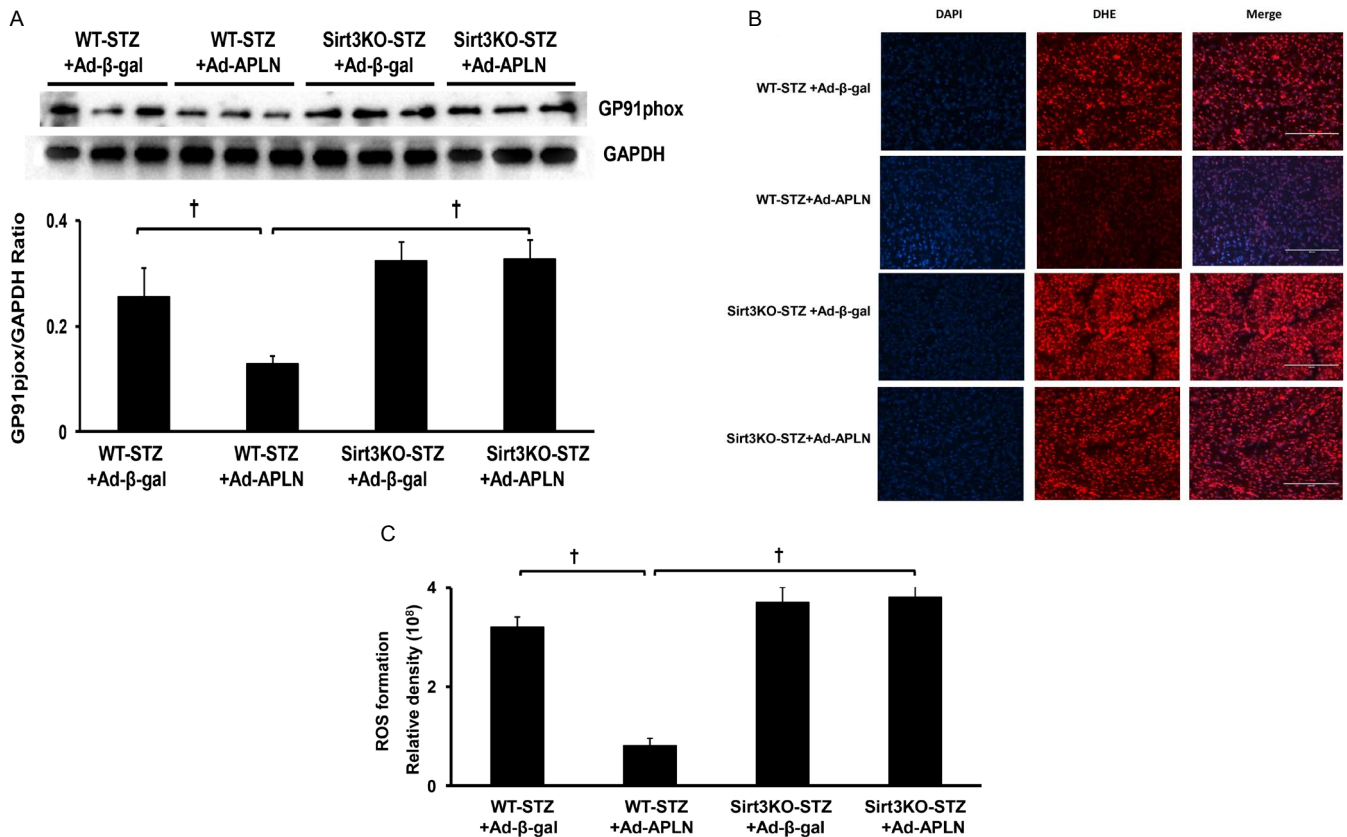 A
WT-STZ
+Ad-β-gal
WT-STZ
+Ad-APLN
Sirt3KO-STZ
+Ad-β-gal
Sirt3KO-STZ
+Ad-APLN
GP91phox
GAPDH
†
†
GP91pjox/GAPDH Ratio
0.4
0.2
0
WT-STZ
+Ad-β-gal
WT-STZ
+Ad-APLN
Sirt3KO-STZ
+Ad-β-gal
Sirt3KO-STZ
+Ad-APLN
B
DAPI
DHE
Merge
WT-STZ +Ad-β-gal
WT-STZ+Ad-APLN
Sirt3KO-STZ +Ad-β-gal
Sirt3KO-STZ+Ad-APLN
C
†
†
ROS formation
Relative density (10⁸)
4
2
0
WT-STZ
+Ad-β-gal
WT-STZ
+Ad-APLN
Sirt3KO-STZ
+Ad-β-gal
Sirt3KO-STZ
+Ad-APLN